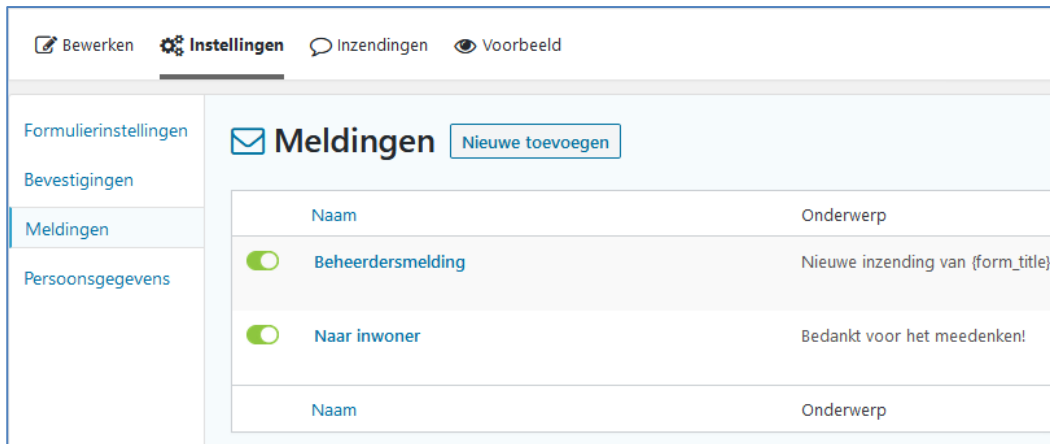 Bewerken Instellingen Inzendingen Voorbeeld
Formulierinstellingen
Bevestigingen
Meldingen
Persoonsgegevens
Meldingen Nieuwe toevoegen
Naam Onderwerp
Beheerdersmelding Nieuwe inzending van {form_title}
Naar inwoner Bedankt voor het meedenken!
Naam Onderwerp